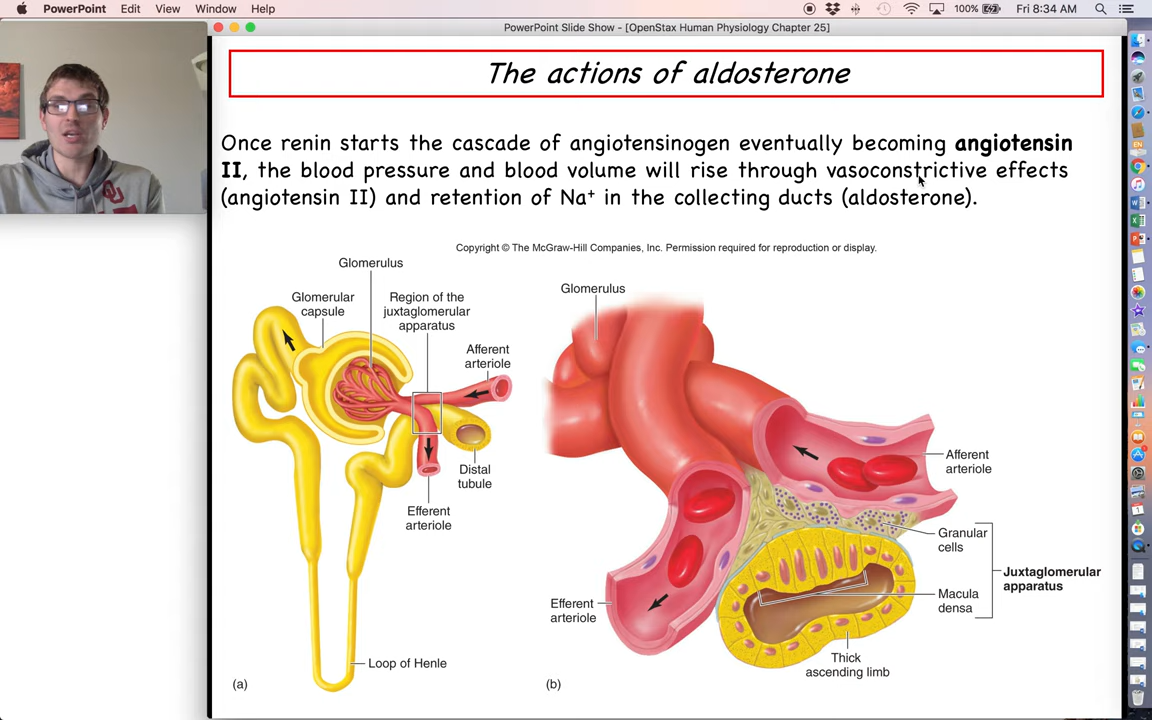 PowerPoint Edit View Window Help
100% Fri 8:34 AM
PowerPoint Slide Show - [OpenStax Human Physiology Chapter 25]
The actions of aldosterone
Once renin starts the cascade of angiotensinogen eventually becoming angiotensin
II, the blood pressure and blood volume will rise through vasoconstrictive effects
(angiotensin II) and retention of Na⁺ in the collecting ducts (aldosterone).
Copyright © The McGraw-Hill Companies, Inc. Permission required for reproduction or display.
Glomerulus
Glomerular
capsule
Region of the
juxtaglomerular
apparatus
Afferent
arteriole
Distal
tubule
Efferent
arteriole
Loop of Henle
(a)
Glomerulus
Afferent
arteriole
Granular
cells
Juxtaglomerular
apparatus
Macula
densa
Efferent
arteriole
Thick
ascending limb
(b)